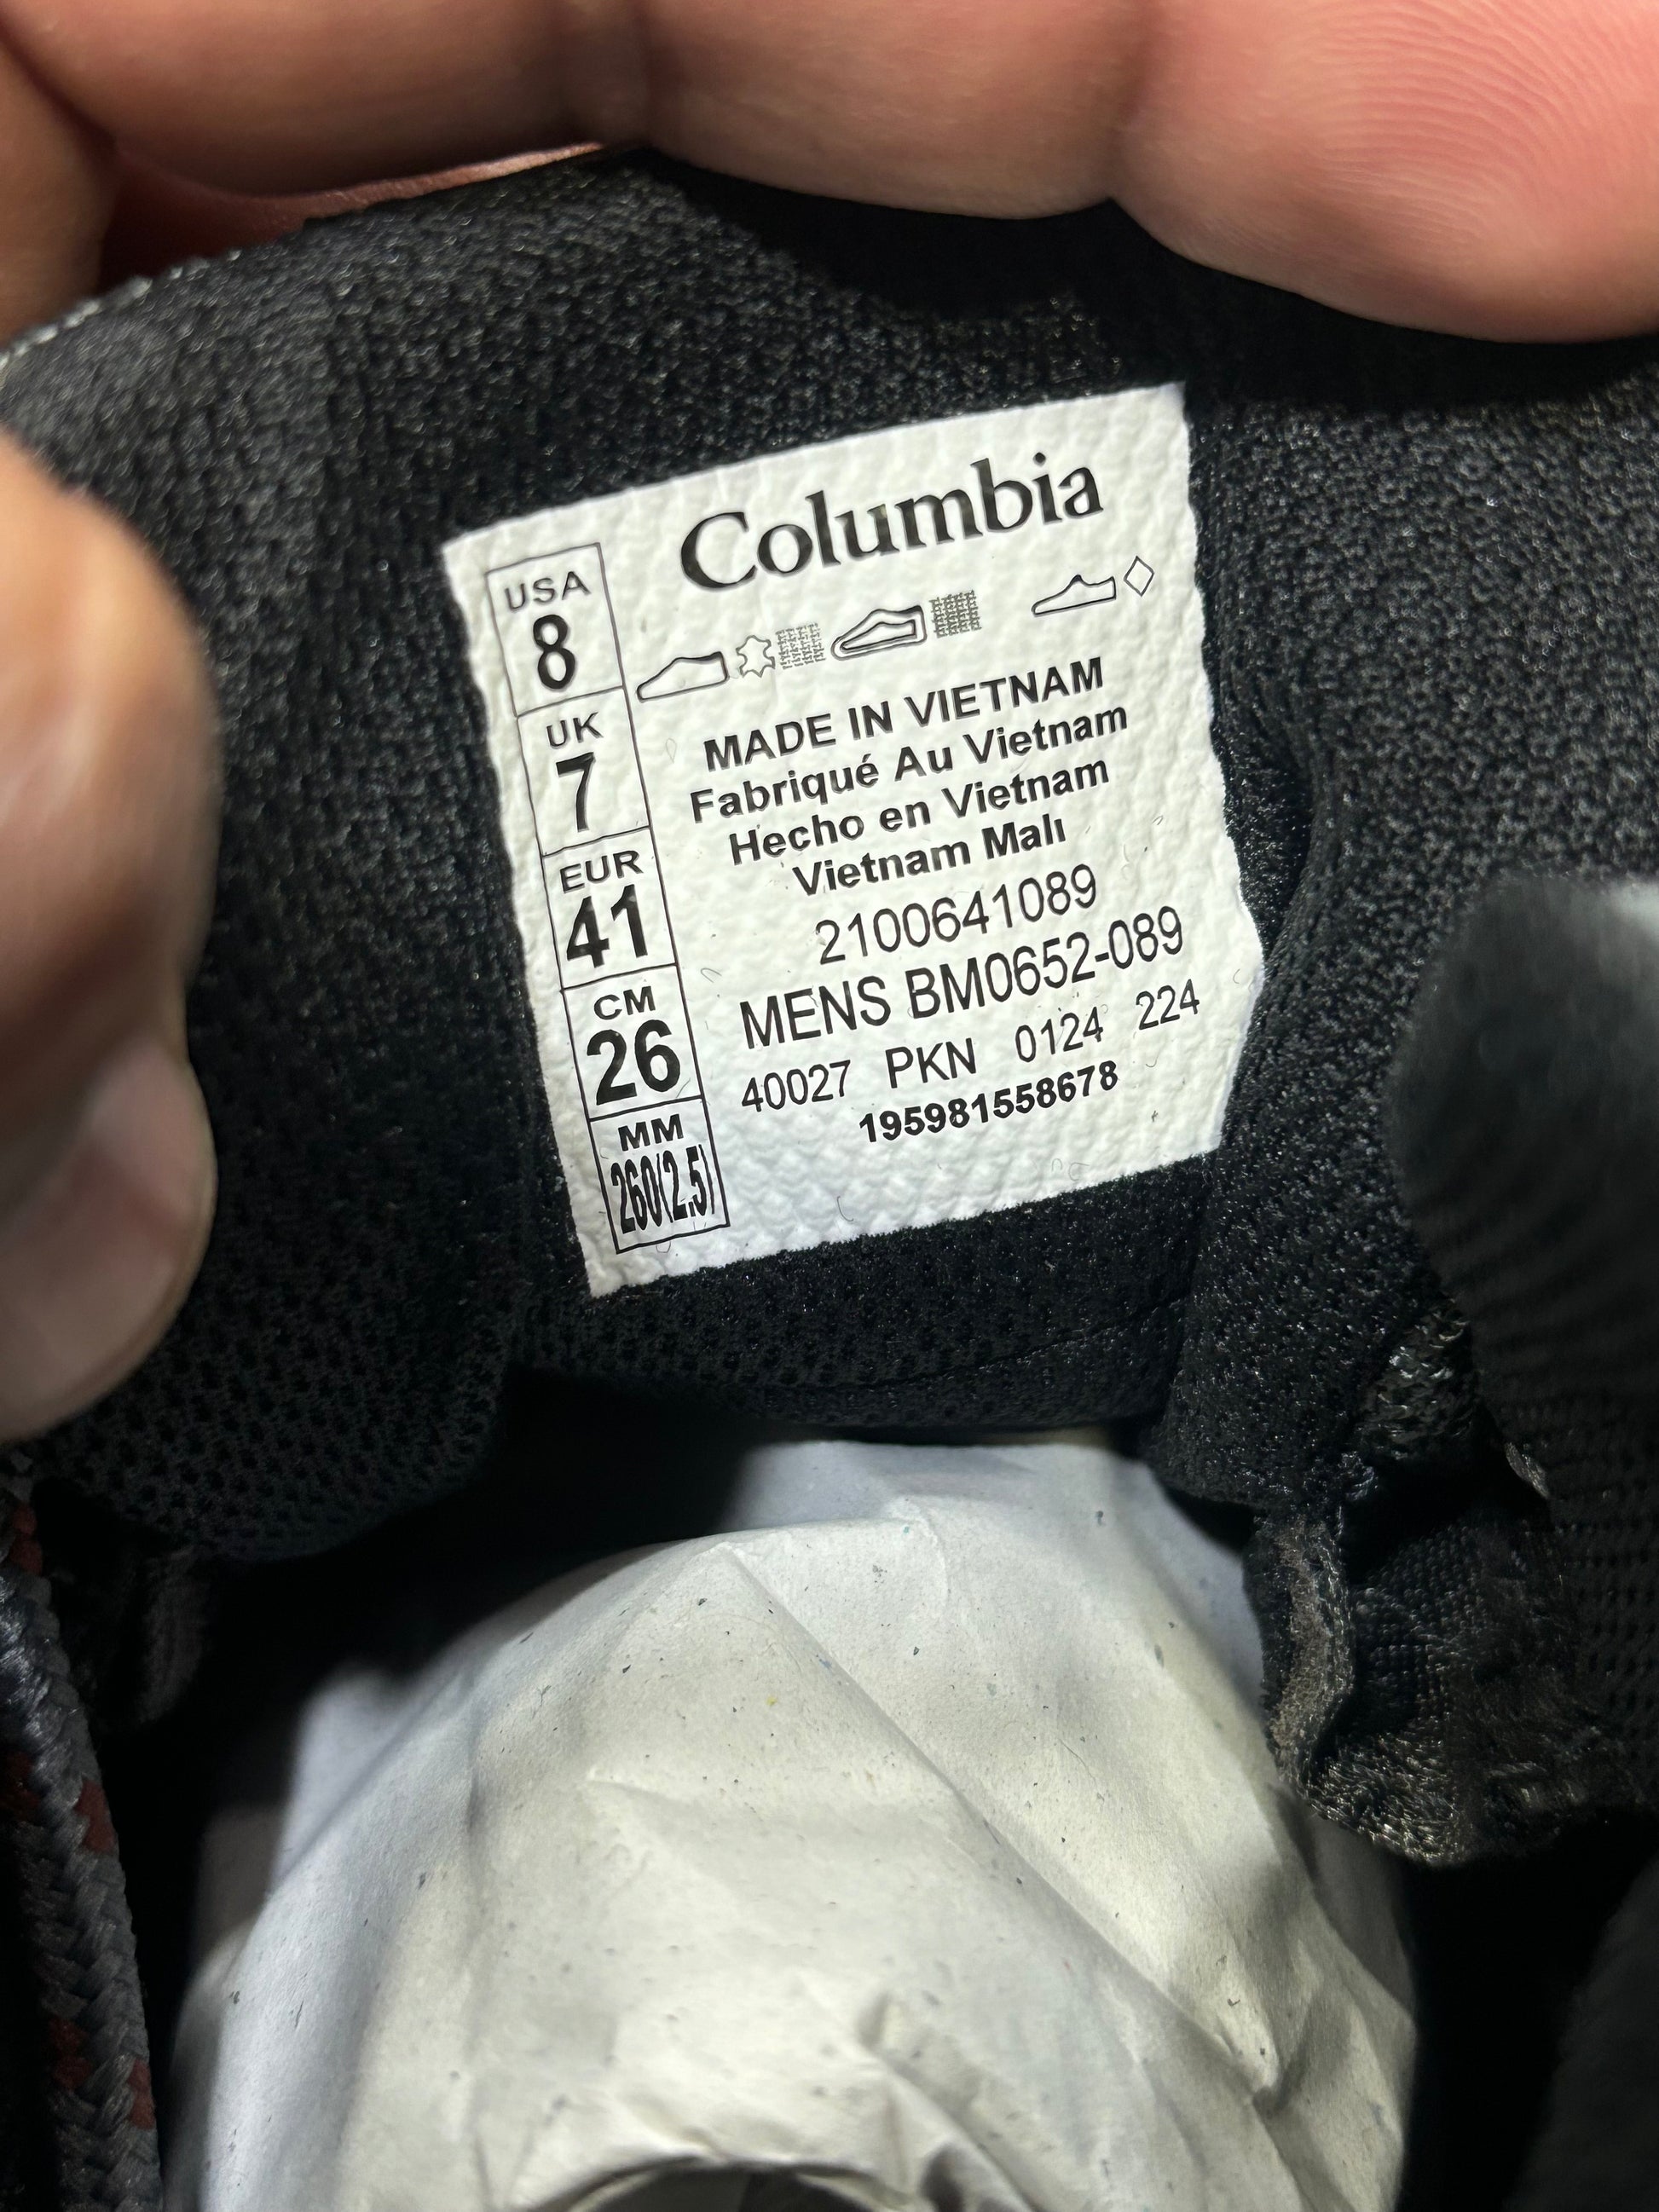 Columbia
USA
8
UK
7
EUR
41
CM
26
MM
260(2.5)
MADE IN VIETNAM
Fabriqué Au Vietnam
Hecho en Vietnam
Vietnam Malı
2100641089
MENS BM0652-089
40027 PKN 0124 224
195981558678